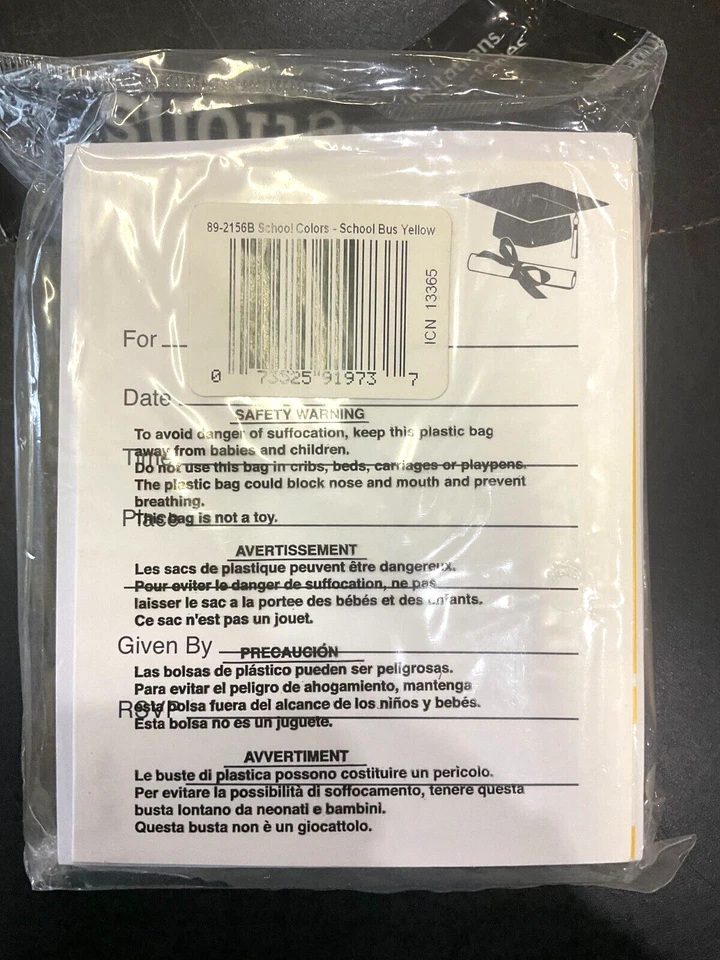 Invitations
89-2156B School Colors - School Bus Yellow
ICN 13365
0 73525 91973 7
For
Date
SAFETY WARNING
To avoid danger of suffocation, keep this plastic bag
away from babies and children.
Time
Do not use this bag in cribs, beds, carriages or playpens.
The plastic bag could block nose and mouth and prevent
breathing.
Place
This bag is not a toy.
AVERTISSEMENT
Les sacs de plastique peuvent être dangereux.
Pour eviter le danger de suffocation, ne pas
laisser le sac a la portee des bébés et des enfants.
Ce sac n'est pas un jouet.
Given By
PRECAUCIÓN
Las bolsas de plástico pueden ser peligrosas.
Para evitar el peligro de ahogamiento, mantenga
esta bolsa fuera del alcance de los niños y bebés.
RSVP
Esta bolsa no es un juguete.
AVVERTIMENT
Le buste di plastica possono costituire un pericolo.
Per evitare la possibilità di soffocamento, tenere questa
busta lontano da neonati e bambini.
Questa busta non è un giocattolo.